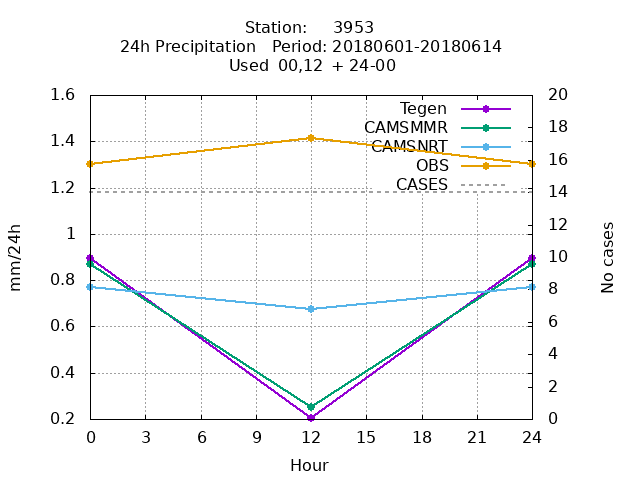 Station: 3953
24h Precipitation Period: 20180601-20180614
Used 00,12 + 24-00
1.6
1.4
1.2
1
0.8
0.6
0.4
0.2
mm/24h
Tegen
CAMSMMR
CAMSNRT
OBS
CASES
20
18
16
14
12
10
8
6
4
2
0
No cases
0 3 6 9 12 15 18 21 24
Hour